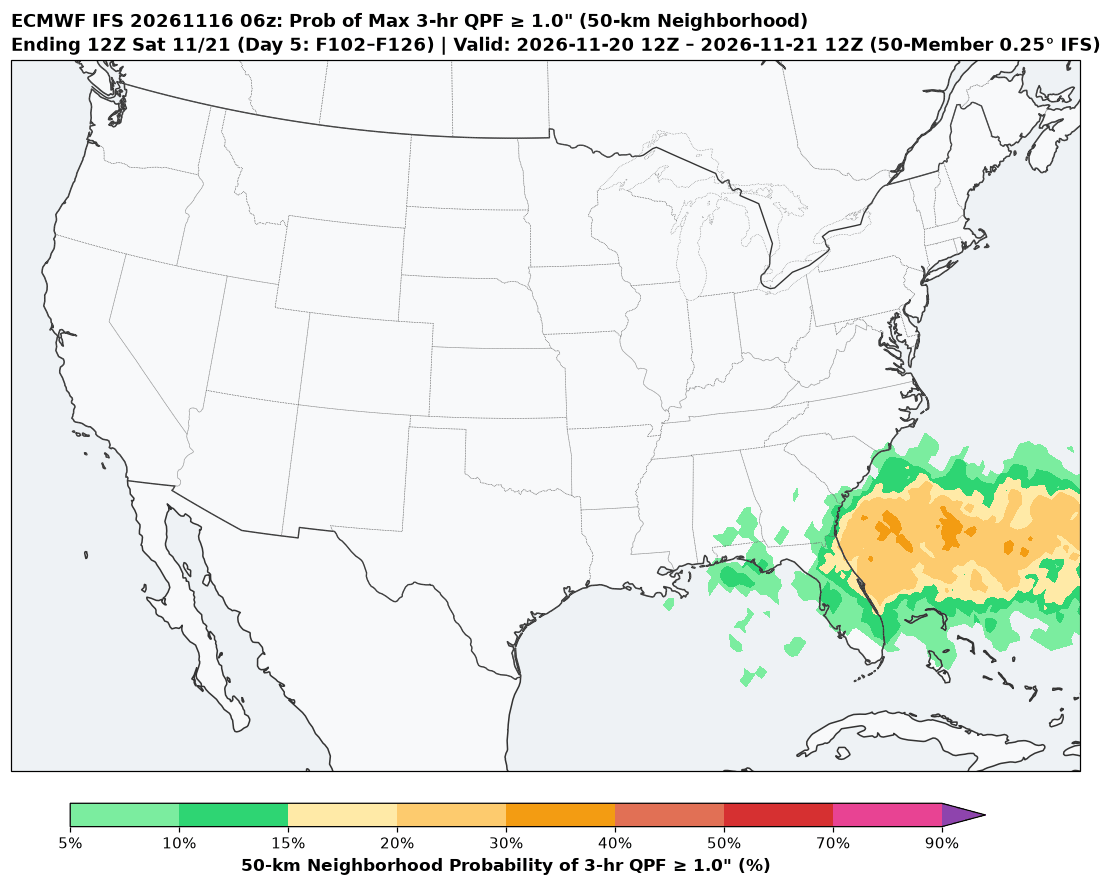 ECMWF IFS 20261116 06z: Prob of Max 3-hr QPF ≥ 1.0" (50-km Neighborhood)
Ending 12Z Sat 11/21 (Day 5: F102–F126) | Valid: 2026-11-20 12Z – 2026-11-21 12Z (50-Member 0.25° IFS)
5% 10% 15% 20% 30% 40% 50% 70% 90%
50-km Neighborhood Probability of 3-hr QPF ≥ 1.0" (%)